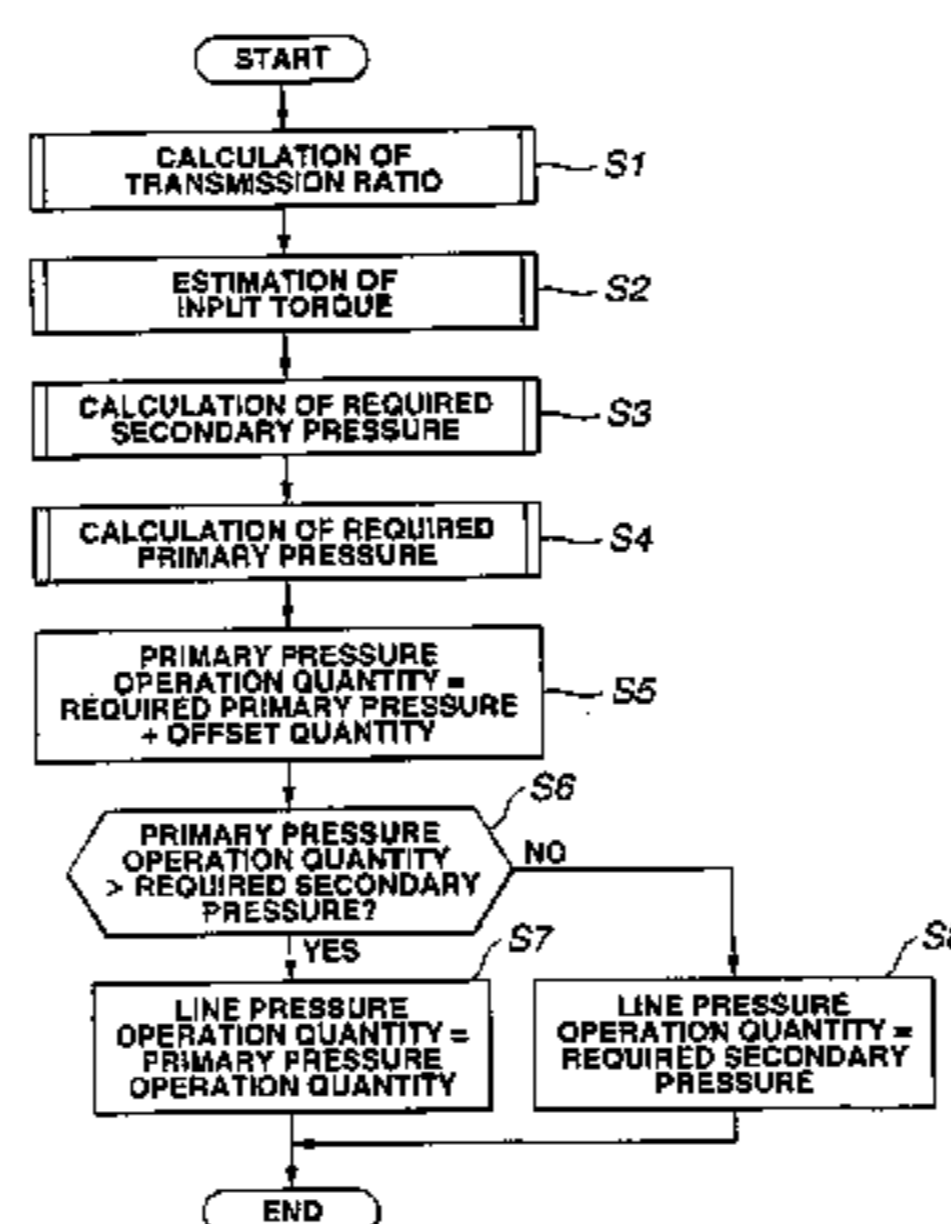 START
CALCULATION OF
TRANSMISSION RATIO
S1
ESTIMATION OF
INPUT TORQUE
S2
CALCULATION OF REQUIRED
SECONDARY PRESSURE
S3
CALCULATION OF REQUIRED
PRIMARY PRESSURE
S4
PRIMARY PRESSURE
OPERATION QUANTITY =
REQUIRED PRIMARY PRESSURE
+ OFFSET QUANTITY
S5
S6
PRIMARY PRESSURE
OPERATION QUANTITY
> REQUIRED SECONDARY
PRESSURE?
NO
YES
S7
LINE PRESSURE
OPERATION QUANTITY =
PRIMARY PRESSURE
OPERATION QUANTITY
S8
LINE PRESSURE
OPERATION QUANTITY =
REQUIRED SECONDARY
PRESSURE
END